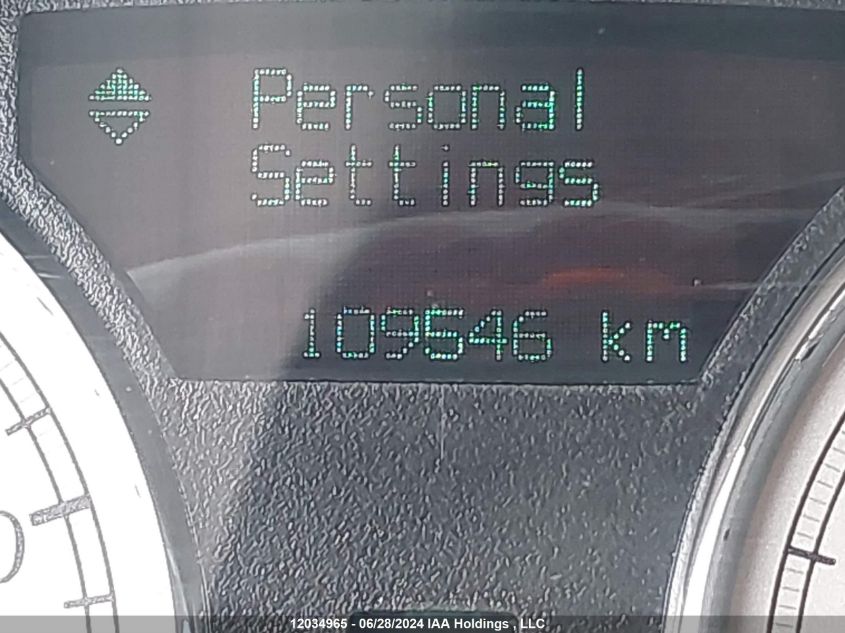 Personal
Settings
109546 km
12034965 - 06/28/2024 IAA Holdings , LLC